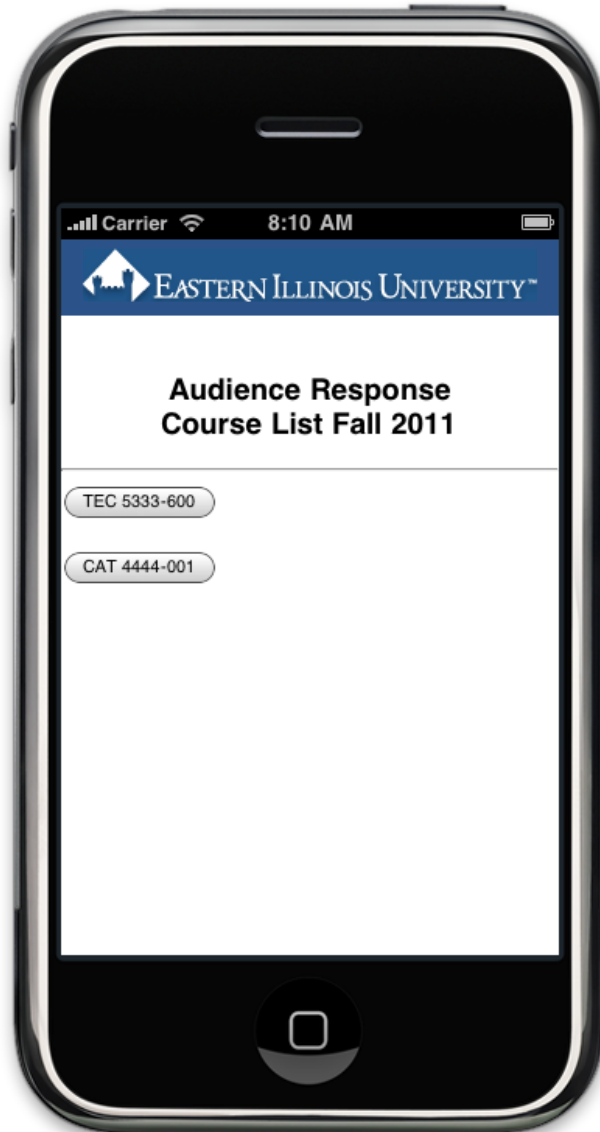 Carrier 8:10 AM
EASTERN ILLINOIS UNIVERSITY™
Audience Response
Course List Fall 2011
TEC 5333-600
CAT 4444-001